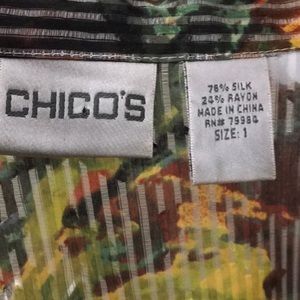 CHICO'S
76% SILK
24% RAYON
MADE IN CHINA
RN# 79984
SIZE: 1